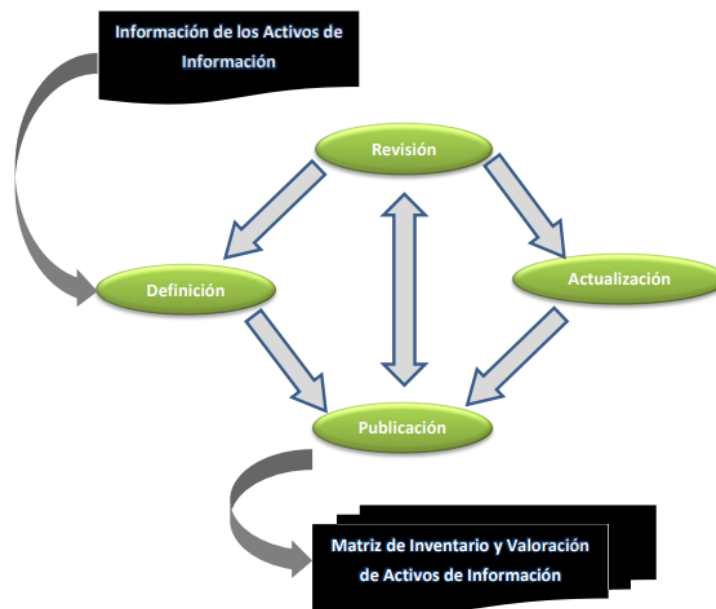 Información de los Activos de
Información
Revisión
Definición
Actualización
Publicación
Matriz de Inventario y Valoración
de Activos de Información